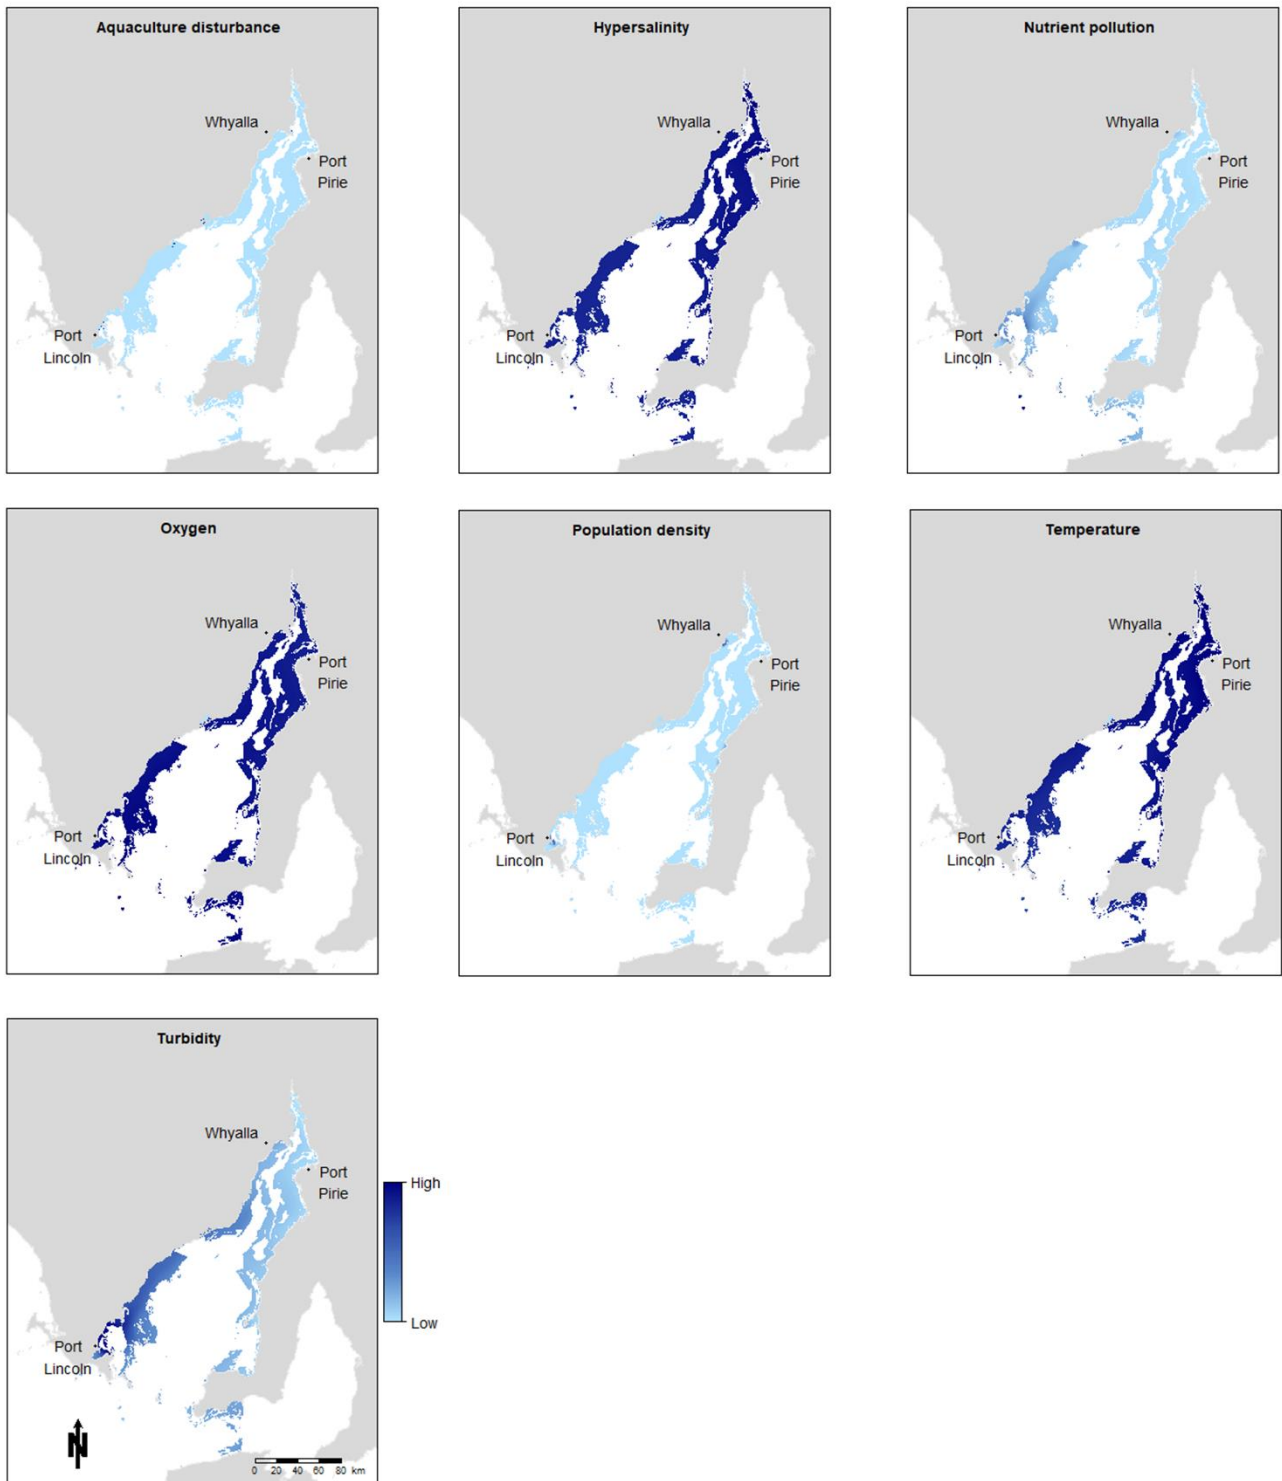 Aquaculture disturbance
Whyalla
Port
Pirie
Port
Lincoln
Hypersalinity
Whyalla
Port
Pirie
Port
Lincoln
Nutrient pollution
Whyalla
Port
Pirie
Port
Lincoln
Oxygen
Whyalla
Port
Pirie
Port
Lincoln
Population density
Whyalla
Port
Pirie
Port
Lincoln
Temperature
Whyalla
Port
Pirie
Port
Lincoln
Turbidity
Whyalla
Port
Pirie
High
Low
Port
Lincoln
N
0 20 40 60 80 km